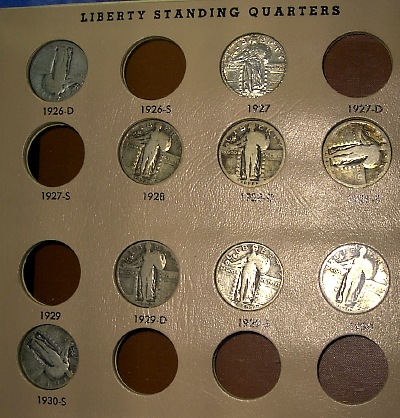 LIBERTY STANDING QUARTERS
1926-D 1926-S 1927 1927-D
1927-S 1928
1929 1929-D
1930-S